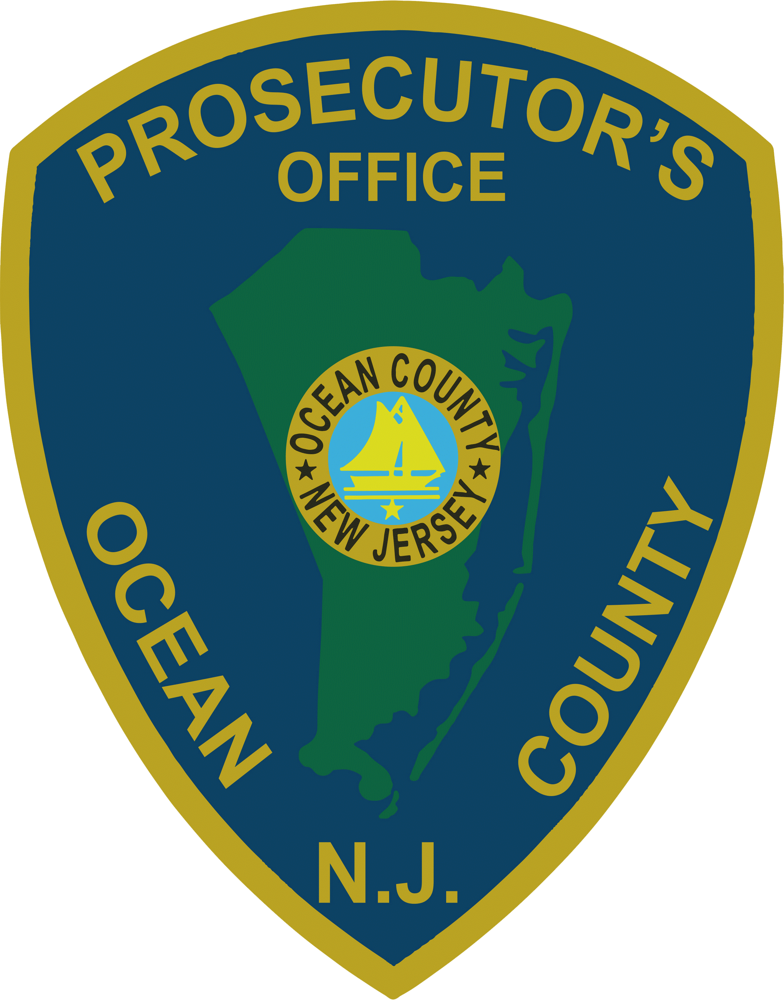 PROSECUTOR'S
OFFICE
OCEAN COUNTY
NEW JERSEY
OCEAN
COUNTY
N.J.